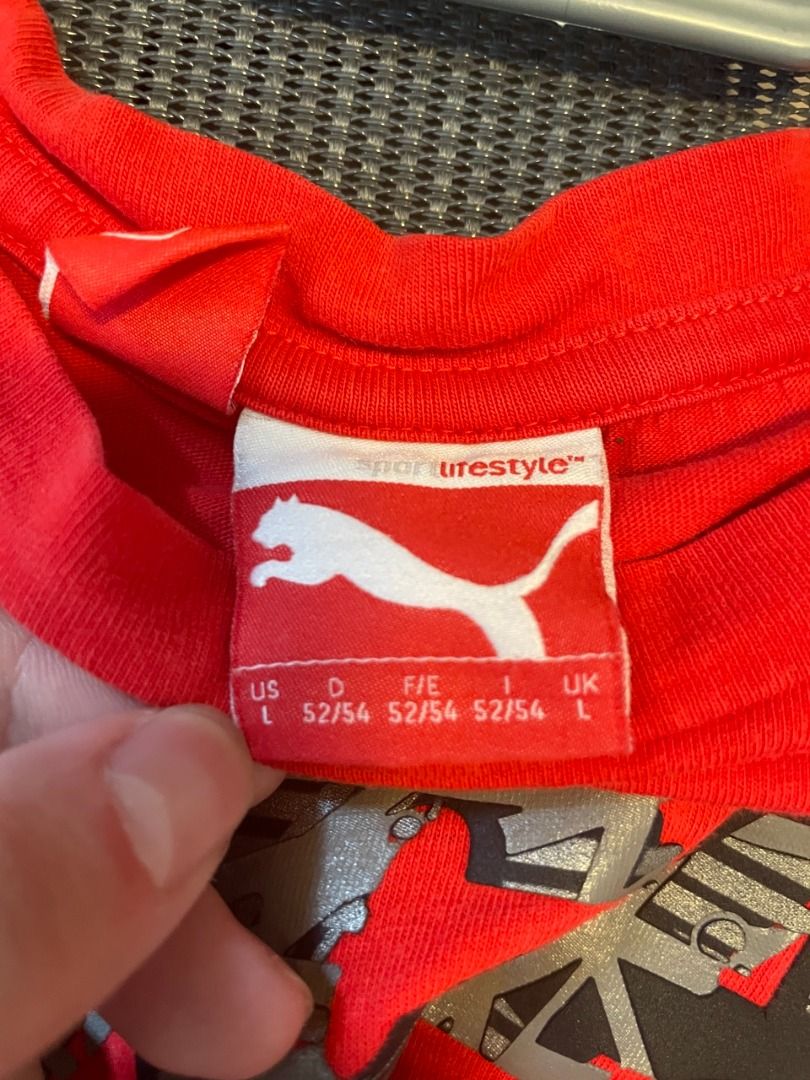 sportlifestyle™
US D F/E I UK
L 52/54 52/54 52/54 L